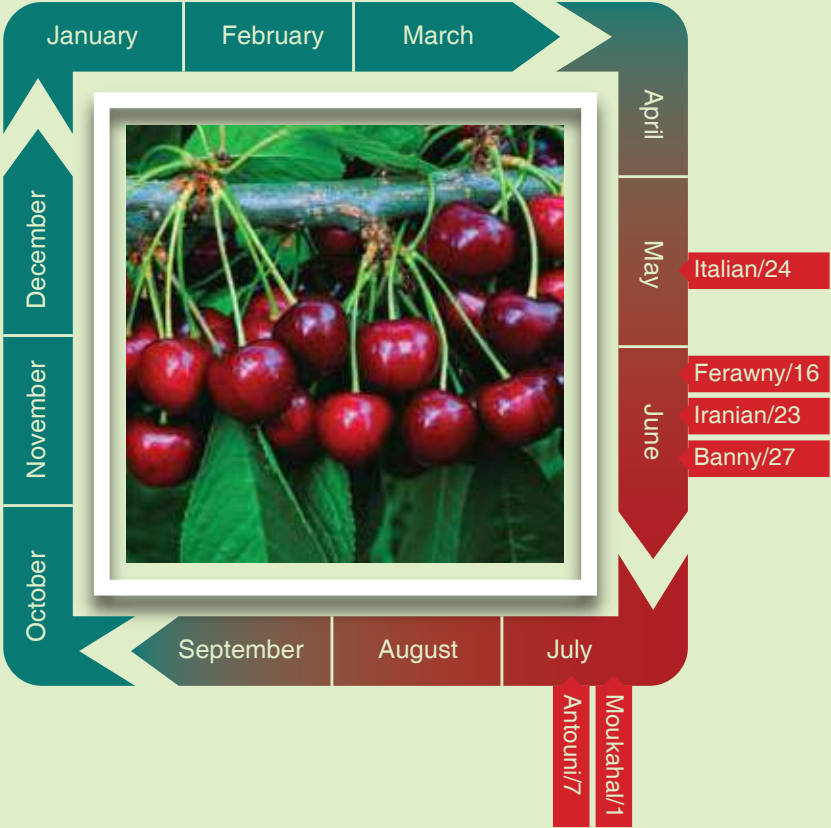 January
February
March
April
May
Italian/24
June
Ferawny/16
Iranian/23
Banny/27
July
Moukahal/1
Antouni/7
August
September
October
November
December